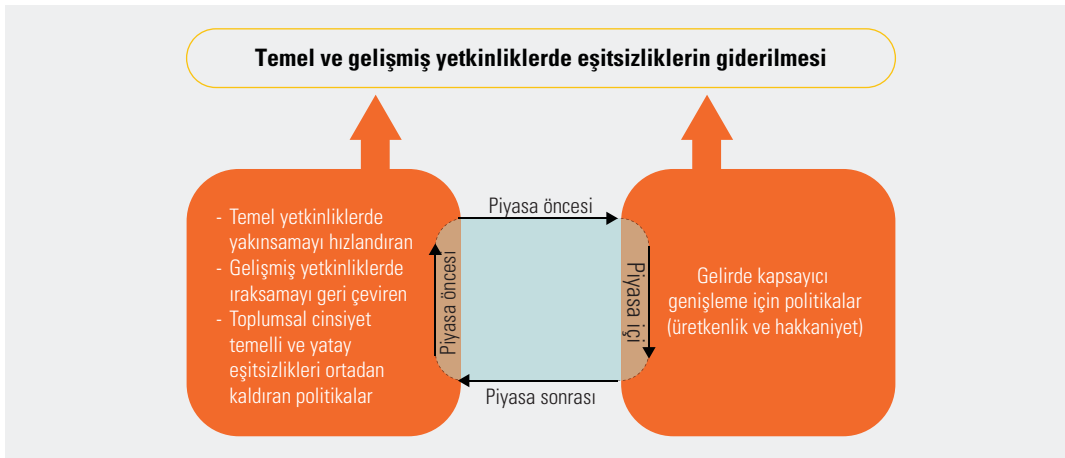 Temel ve gelişmiş yetkinliklerde eşitsizliklerin giderilmesi
- Temel yetkinliklerde
yakınsamayı hızlandıran
- Gelişmiş yetkinliklerde
ıraksamayı geri çeviren
- Toplumsal cinsiyet
temelli ve yatay
eşitsizlikleri ortadan
kaldıran politikalar
Piyasa öncesi
Piyasa öncesi
Piyasa içi
Piyasa sonrası
Gelirde kapsayıcı
genişleme için politikalar
(üretkenlik ve hakkaniyet)